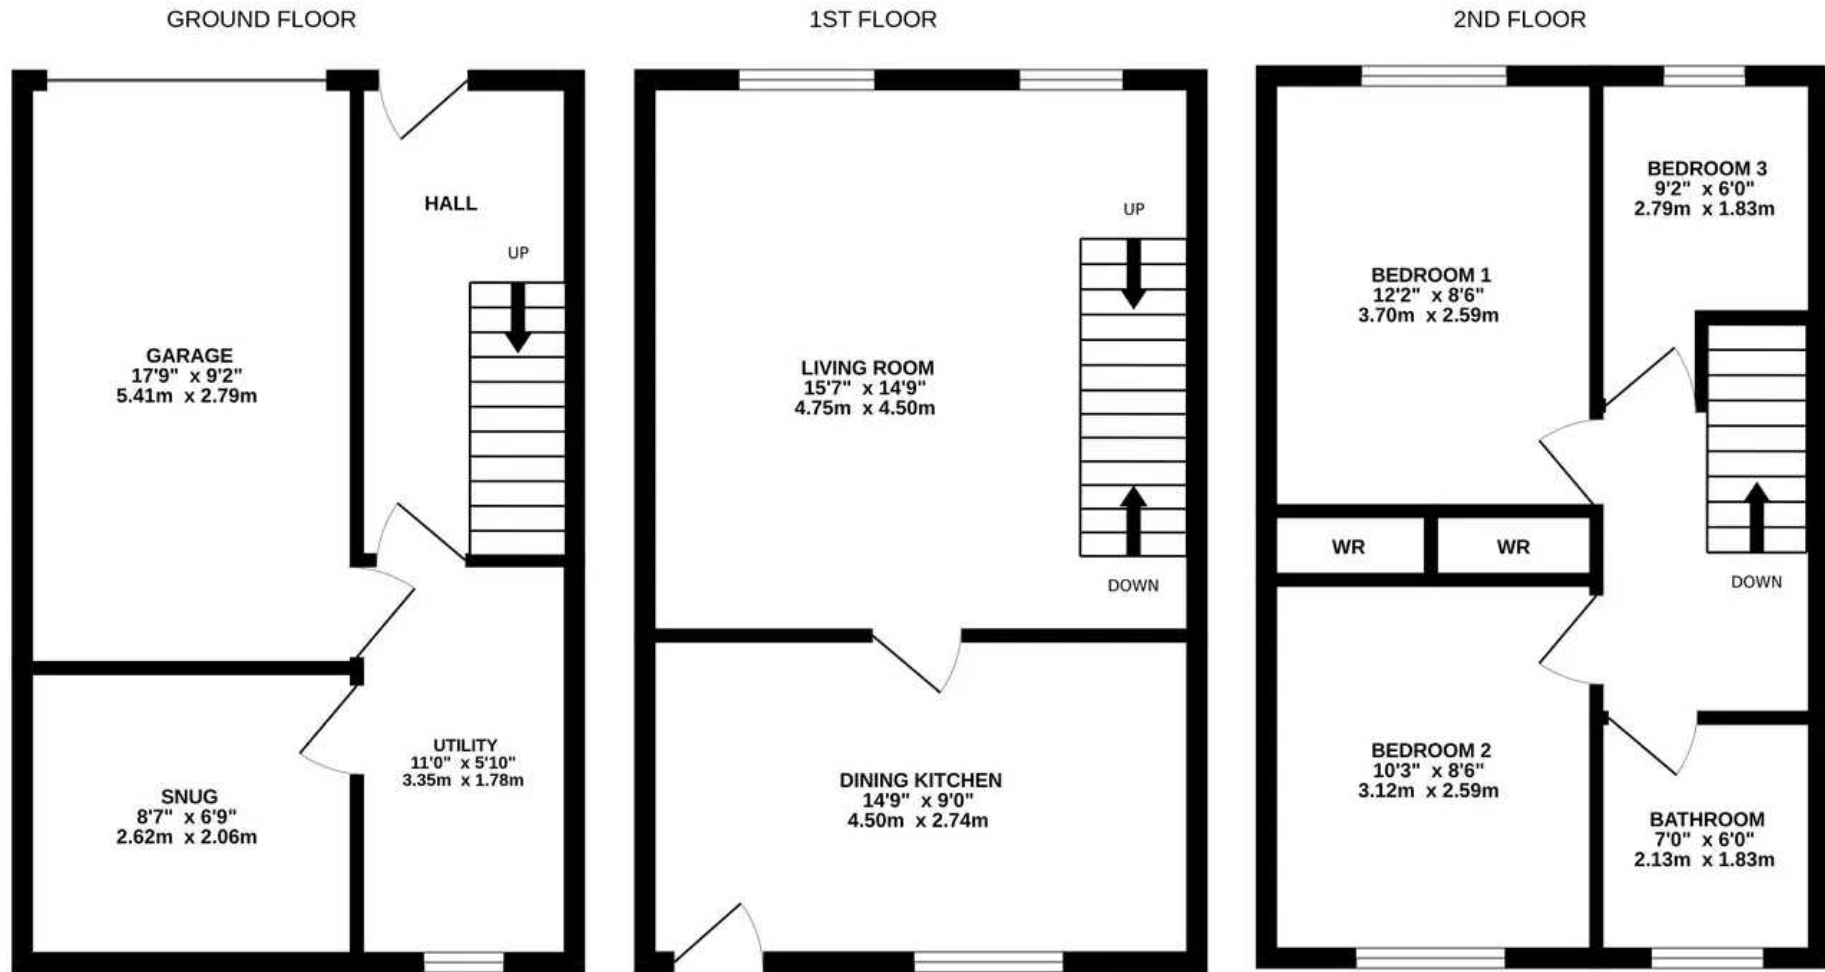 GROUND FLOOR
GARAGE
17'9" x 9'2"
5.41m x 2.79m
HALL
UP
SNUG
8'7" x 6'9"
2.62m x 2.06m
UTILITY
11'0" x 5'10"
3.35m x 1.78m
1ST FLOOR
LIVING ROOM
15'7" x 14'9"
4.75m x 4.50m
UP
DOWN
DINING KITCHEN
14'9" x 9'0"
4.50m x 2.74m
2ND FLOOR
BEDROOM 1
12'2" x 8'6"
3.70m x 2.59m
BEDROOM 3
9'2" x 6'0"
2.79m x 1.83m
WR
WR
DOWN
BEDROOM 2
10'3" x 8'6"
3.12m x 2.59m
BATHROOM
7'0" x 6'0"
2.13m x 1.83m